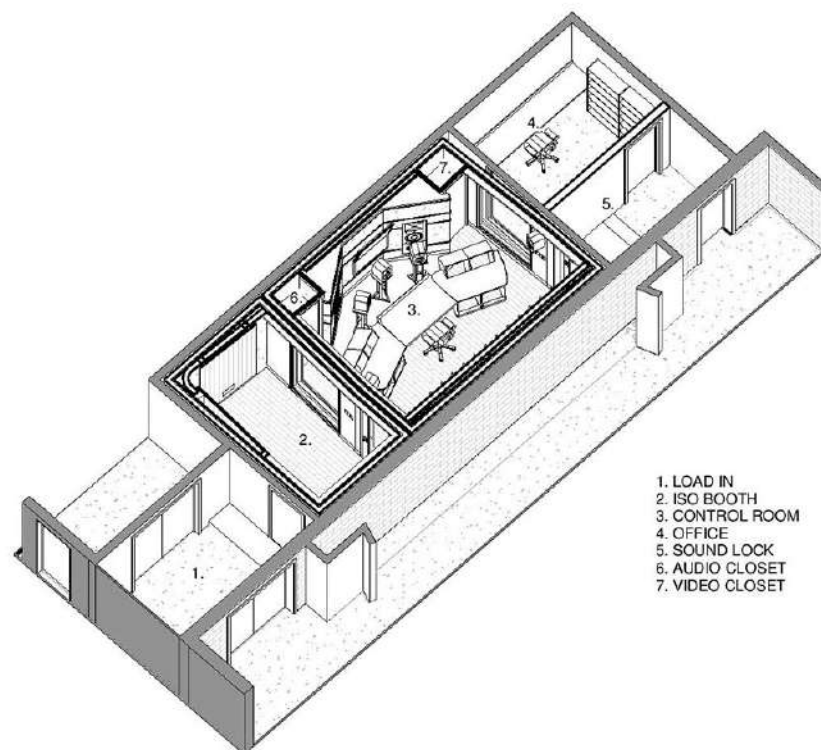 4.
7.
5.
6.
3.
2.
1.
1. LOAD IN
2. ISO BOOTH
3. CONTROL ROOM
4. OFFICE
5. SOUND LOCK
6. AUDIO CLOSET
7. VIDEO CLOSET